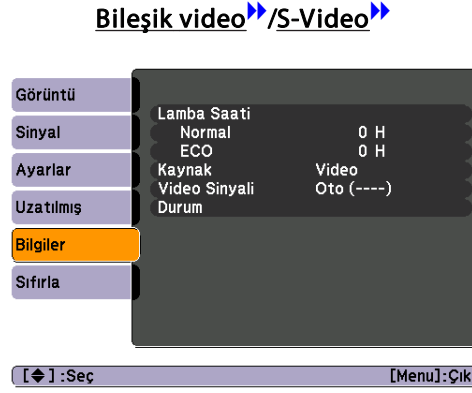 Bileşik video/S-Video
Görüntü
Sinyal
Ayarlar
Uzatılmış
Bilgiler
Sıfırla
Lamba Saati
Normal 0 H
ECO 0 H
Kaynak Video
Video Sinyali Oto (----)
Durum
[◆] :Seç [Menu]:Çık